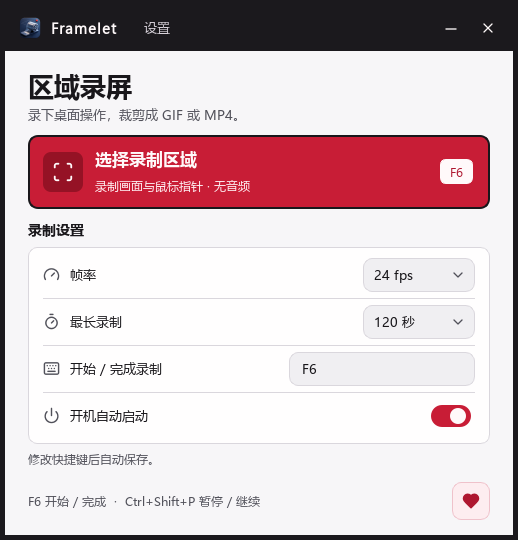 Framelet 设置
区域录屏
录下桌面操作，裁剪成 GIF 或 MP4。
选择录制区域
录制画面与鼠标指针 · 无音频
F6
录制设置
帧率 24 fps
最长录制 120 秒
开始 / 完成录制 F6
开机自动启动
修改快捷键后自动保存。
F6 开始 / 完成 · Ctrl+Shift+P 暂停 / 继续